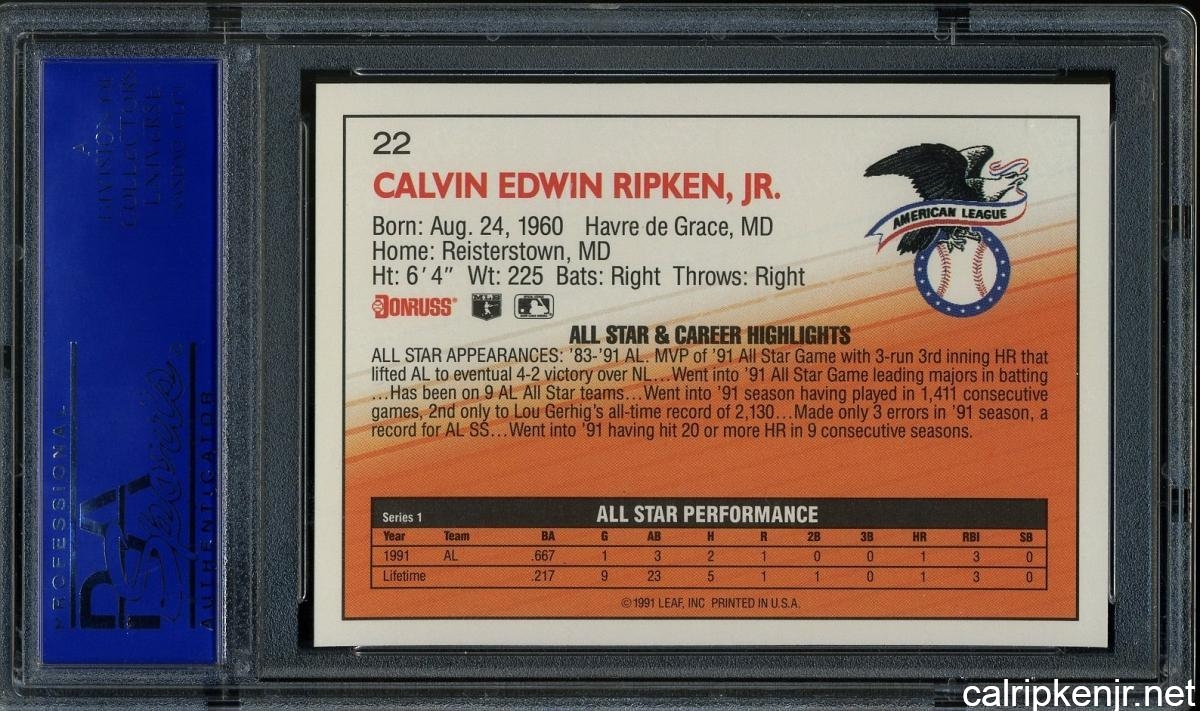 22
CALVIN EDWIN RIPKEN, JR.
Born: Aug. 24, 1960 Havre de Grace, MD
Home: Reisterstown, MD
Ht: 6'4" Wt: 225 Bats: Right Throws: Right
AMERICAN LEAGUE
DONRUSS
ALL STAR & CAREER HIGHLIGHTS
ALL STAR APPEARANCES: '83-'91 AL. MVP of '91 All Star Game with 3-run 3rd inning HR that
lifted AL to eventual 4-2 victory over NL...Went into '91 All Star Game leading majors in batting
...Has been on 9 AL All Star teams...Went into '91 season having played in 1,411 consecutive
games, 2nd only to Lou Gerhig's all-time record of 2,130...Made only 3 errors in '91 season, a
record for AL SS...Went into '91 having hit 20 or more HR in 9 consecutive seasons.
Series 1 ALL STAR PERFORMANCE
Year Team BA G AB H R 2B 3B HR RBI SB
1991 AL .667 1 3 2 1 0 0 1 3 0
Lifetime .217 9 23 5 1 1 0 1 3 0
©1991 LEAF, INC PRINTED IN U.S.A.
A
DIVISION OF
COLLECTORS
UNIVERSE
PROFESSIONAL
PSA
Sports
AUTHENTICATOR
calripkenjr.net